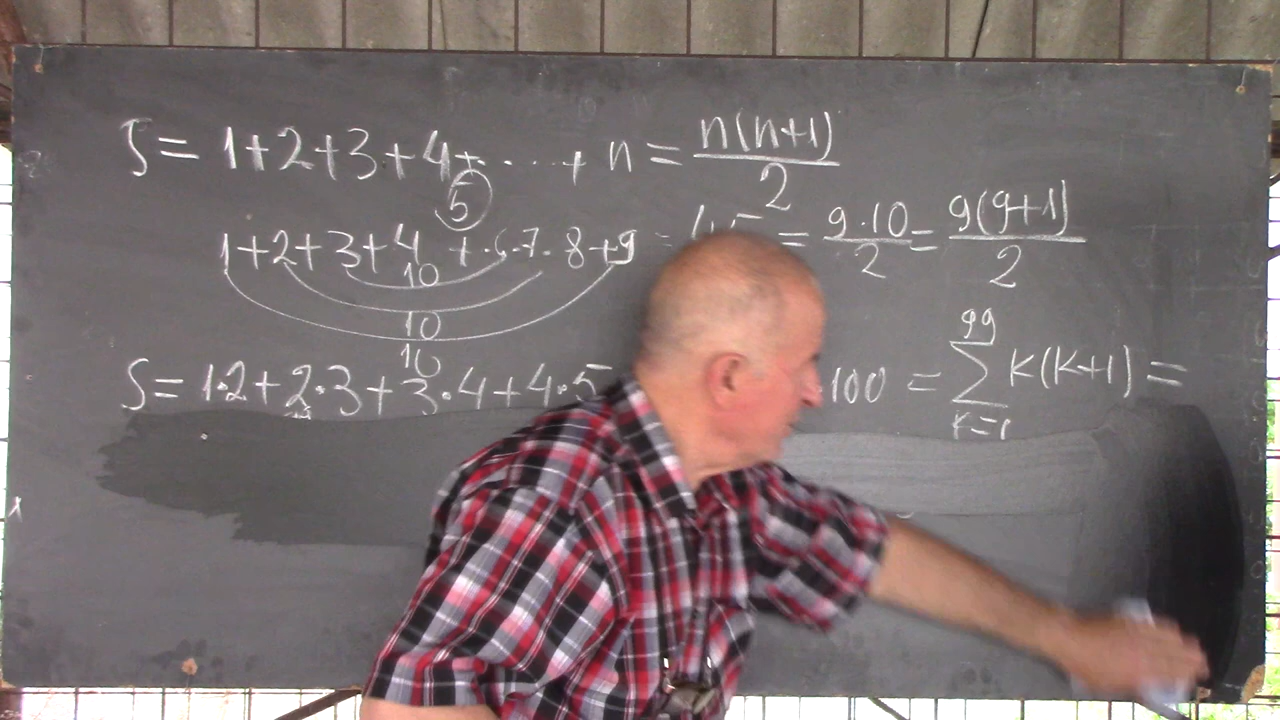 S = 1+2+3+4+.....+ n = n(n+1)/2
5
1+2+3+4 +.6.7.8+9 = 45 = 9.10/2 = 9(9+1)/2
10
10
10
S = 1·2+2·3+3·4+4·5 ·100 = 99 ∑ K=1 K(K+1) =